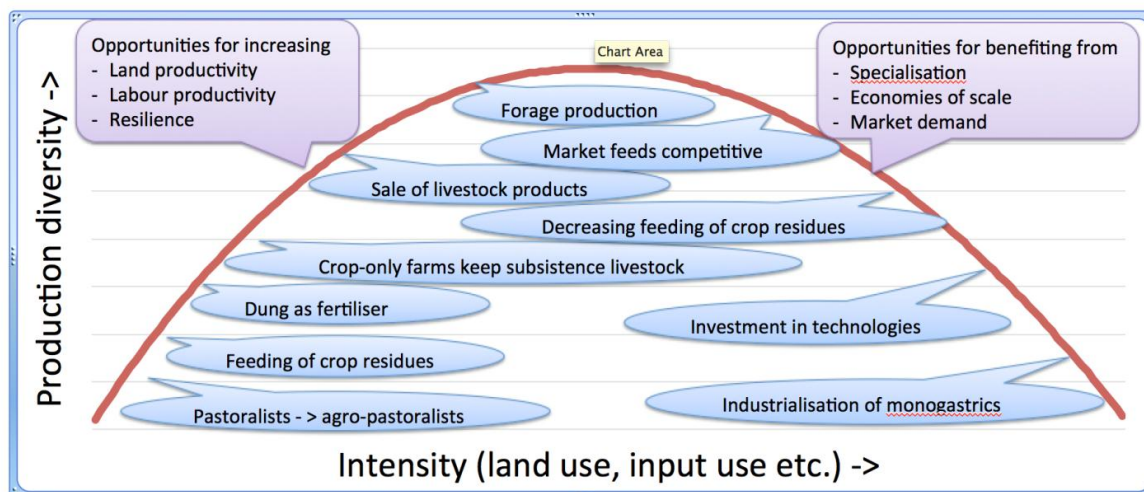 Opportunities for increasing
- Land productivity
- Labour productivity
- Resilience
Chart Area
Opportunities for benefiting from
- Specialisation
- Economies of scale
- Market demand
Forage production
Market feeds competitive
Sale of livestock products
Decreasing feeding of crop residues
Crop-only farms keep subsistence livestock
Dung as fertiliser
Investment in technologies
Feeding of crop residues
Pastoralists - > agro-pastoralists
Industrialisation of monogastrics
Production diversity ->
Intensity (land use, input use etc.) ->